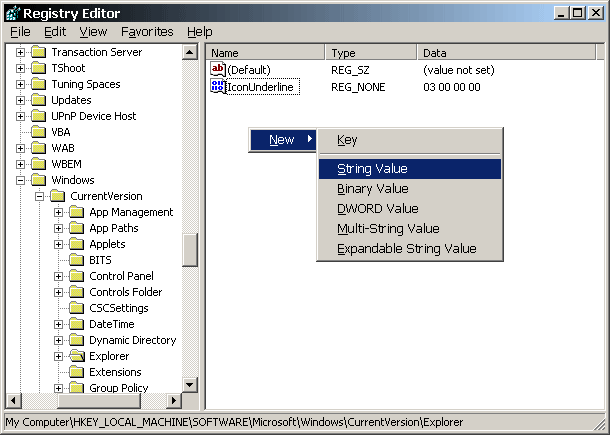 Registry Editor
File Edit View Favorites Help
Transaction Server
TShoot
Tuning Spaces
Updates
UPnP Device Host
VBA
WAB
WBEM
Windows
CurrentVersion
App Management
App Paths
Applets
BITS
Control Panel
Controls Folder
CSCSettings
DateTime
Dynamic Directory
Explorer
Extensions
Group Policy
Name Type Data
ab (Default) REG_SZ (value not set)
IconUnderline REG_NONE 03 00 00 00
New
Key
String Value
Binary Value
DWORD Value
Multi-String Value
Expandable String Value
My Computer\HKEY_LOCAL_MACHINE\SOFTWARE\Microsoft\Windows\CurrentVersion\Explorer